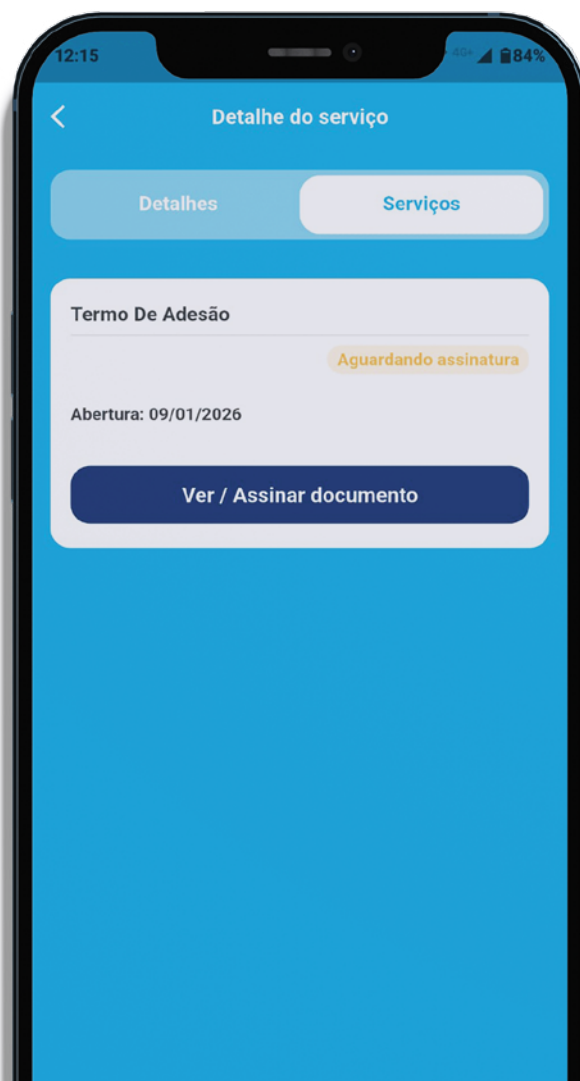 12:15 4G+ 84%
Detalhe do serviço
Detalhes Serviços
Termo De Adesão
Aguardando assinatura
Abertura: 09/01/2026
Ver / Assinar documento